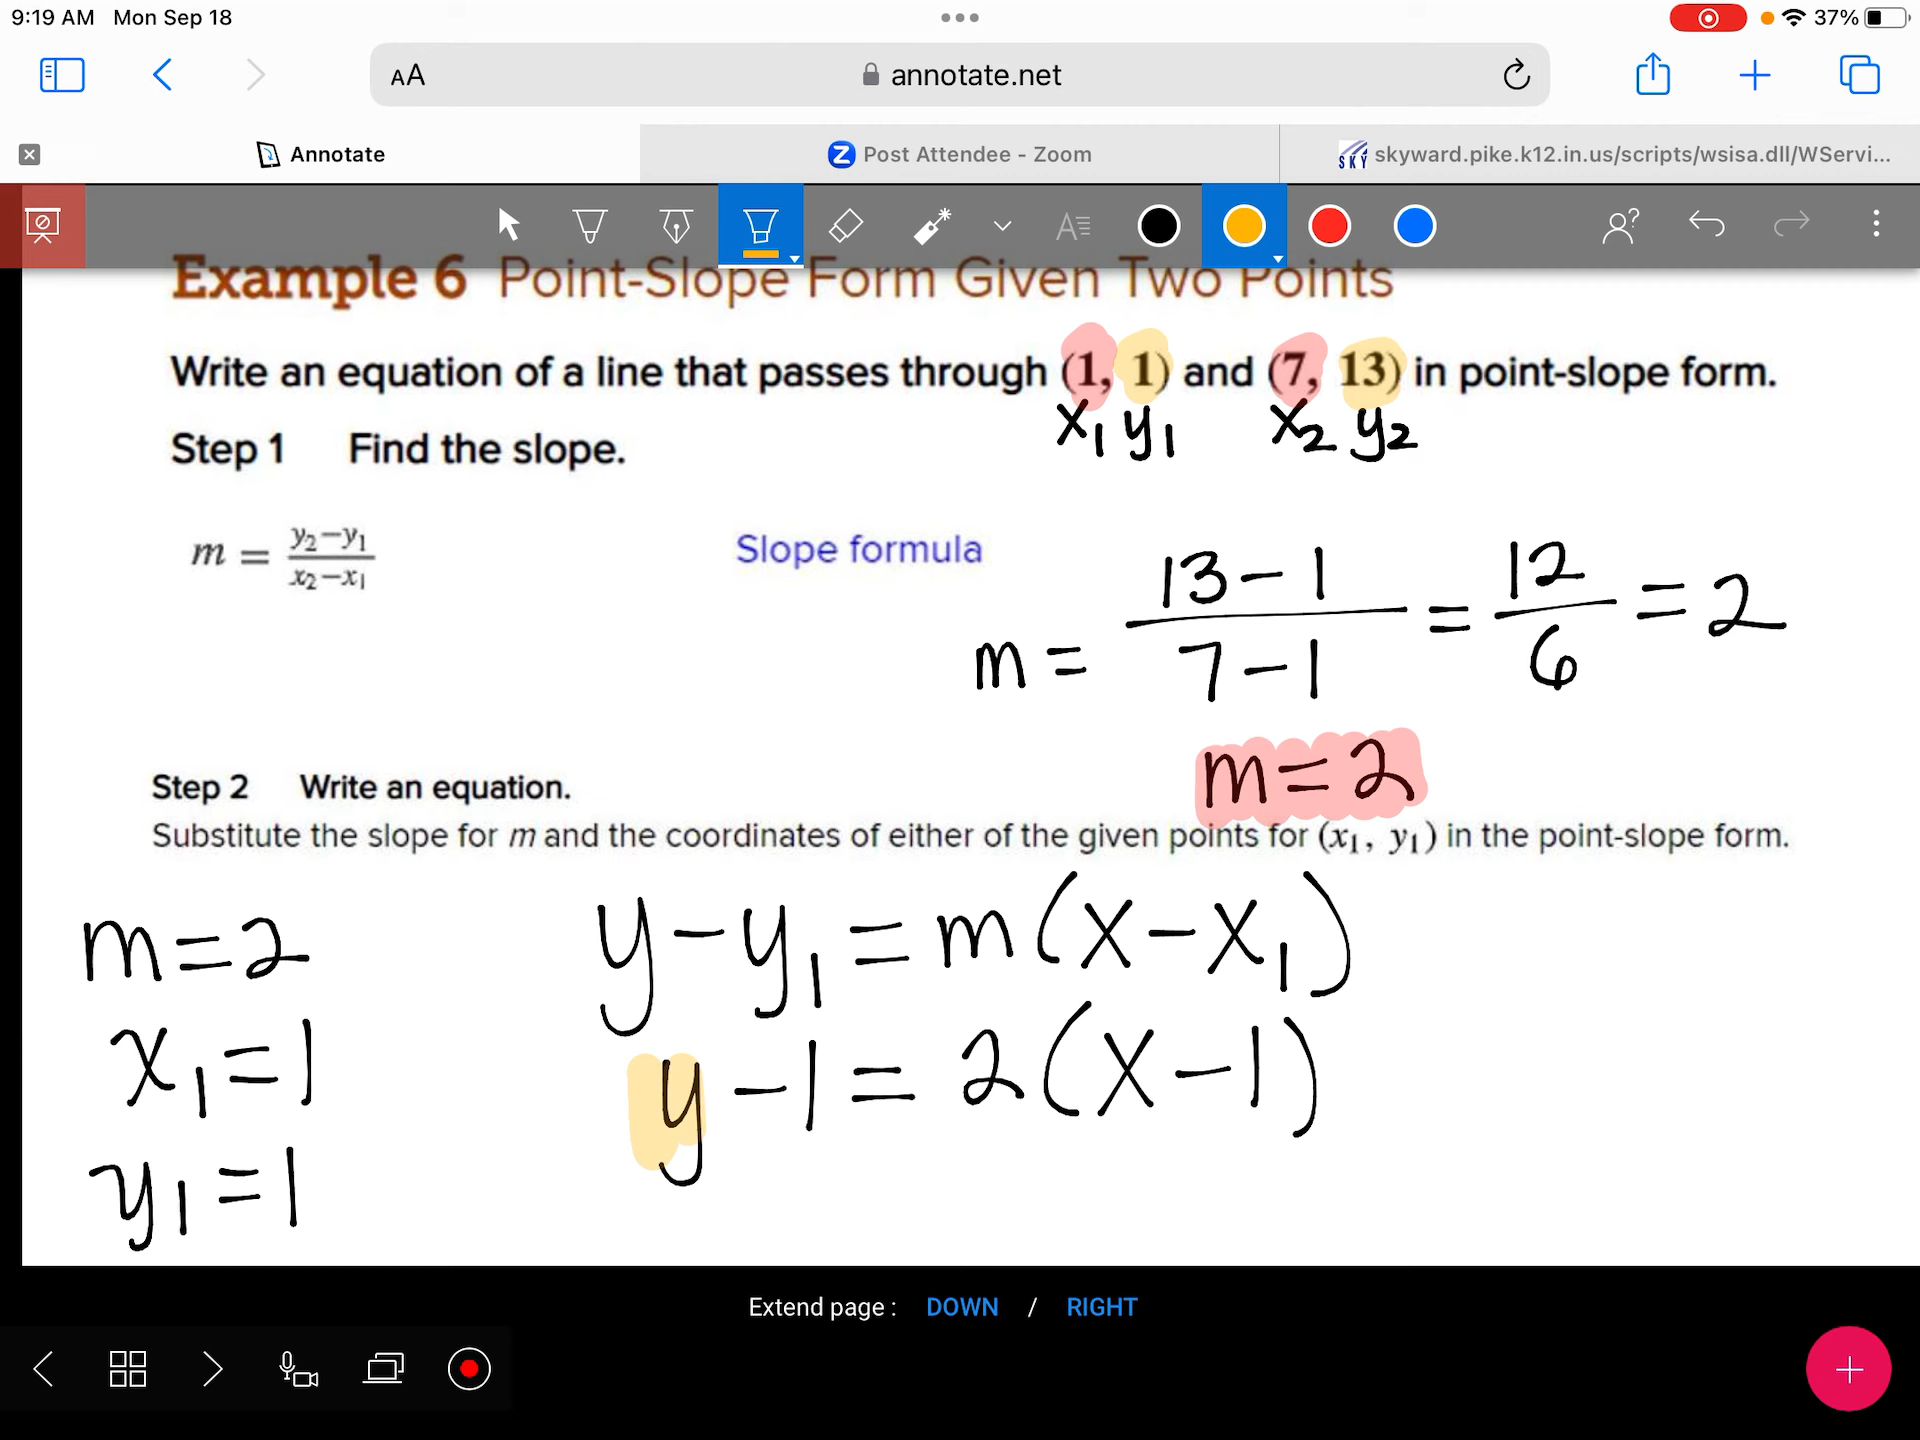 9:19 AM Mon Sep 18
37%
AA annotate.net
Annotate
Post Attendee - Zoom
SKY skyward.pike.k12.in.us/scripts/wsisa.dll/WServi...
Example 6 Point-Slope Form Given Two Points
Write an equation of a line that passes through (1, 1) and (7, 13) in point-slope form.
x₁ y₁ x₂ y₂
Step 1 Find the slope.
m = (y₂−y₁)/(x₂−x₁) Slope formula
m = (13-1)/(7-1) = 12/6 = 2
m=2
Step 2 Write an equation.
Substitute the slope for m and the coordinates of either of the given points for (x₁, y₁) in the point-slope form.
m=2
y-y₁=m(x-x₁)
x₁=1
y-1=2(x-1)
y₁=1
Extend page : DOWN / RIGHT